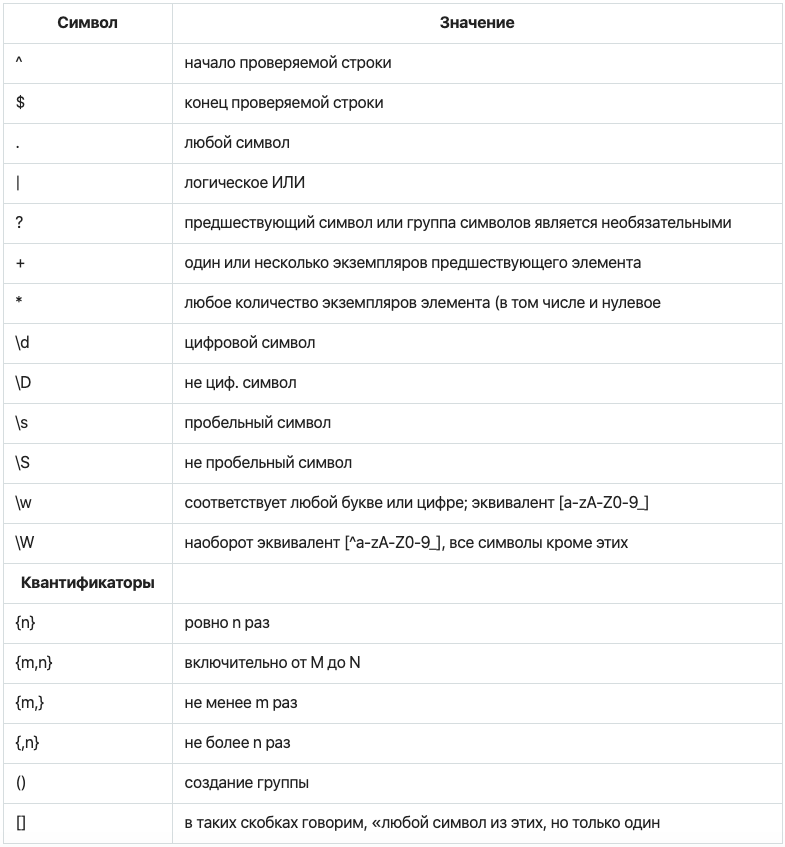 Символ Значение
^ начало проверяемой строки
$ конец проверяемой строки
. любой символ
| логическое ИЛИ
? предшествующий символ или группа символов является необязательными
+ один или несколько экземпляров предшествующего элемента
* любое количество экземпляров элемента (в том числе и нулевое
\d цифровой символ
\D не циф. символ
\s пробельный символ
\S не пробельный символ
\w соответствует любой букве или цифре; эквивалент [a-zA-Z0-9_]
\W наоборот эквивалент [^a-zA-Z0-9_], все символы кроме этих
Квантификаторы
{n} ровно n раз
{m,n} включительно от M до N
{m,} не менее m раз
{,n} не более n раз
() создание группы
[] в таких скобках говорим, «любой символ из этих, но только один